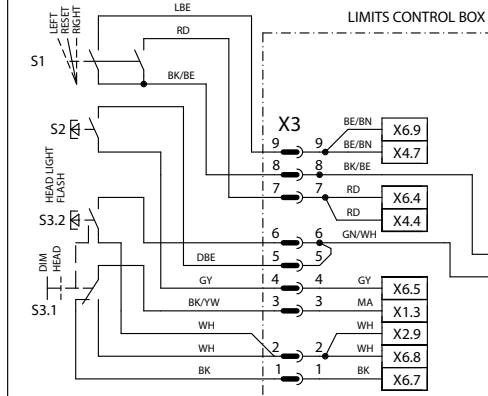 LIMITS CONTROL BOX
LBE
LEFT
RESET
RIGHT
RD
S1
BK/BE
X3
S2
9 9 BE/BN X6.9
BE/BN X4.7
8 8 BK/BE
7 7 RD X6.4
RD X4.4
HEAD LIGHT
FLASH
S3.2
6 6 GN/WH
DBE 5 5
DIM
HEAD
GY 4 4 GY X6.5
S3.1
BK/YW 3 3 MA X1.3
WH WH X2.9
WH 2 2 WH X6.8
BK 1 1 BK X6.7